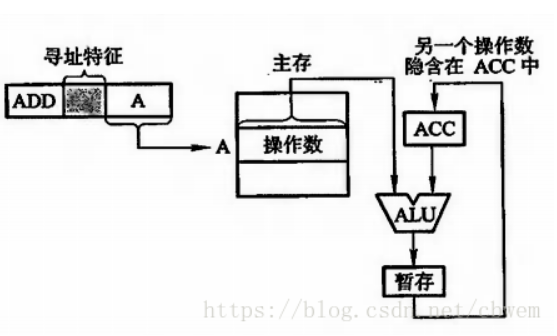 寻址特征
ADD
A
A
主存
操作数
另一个操作数
隐含在 ACC 中
ACC
ALU
暂存
https://blog.csdn.net/chwem